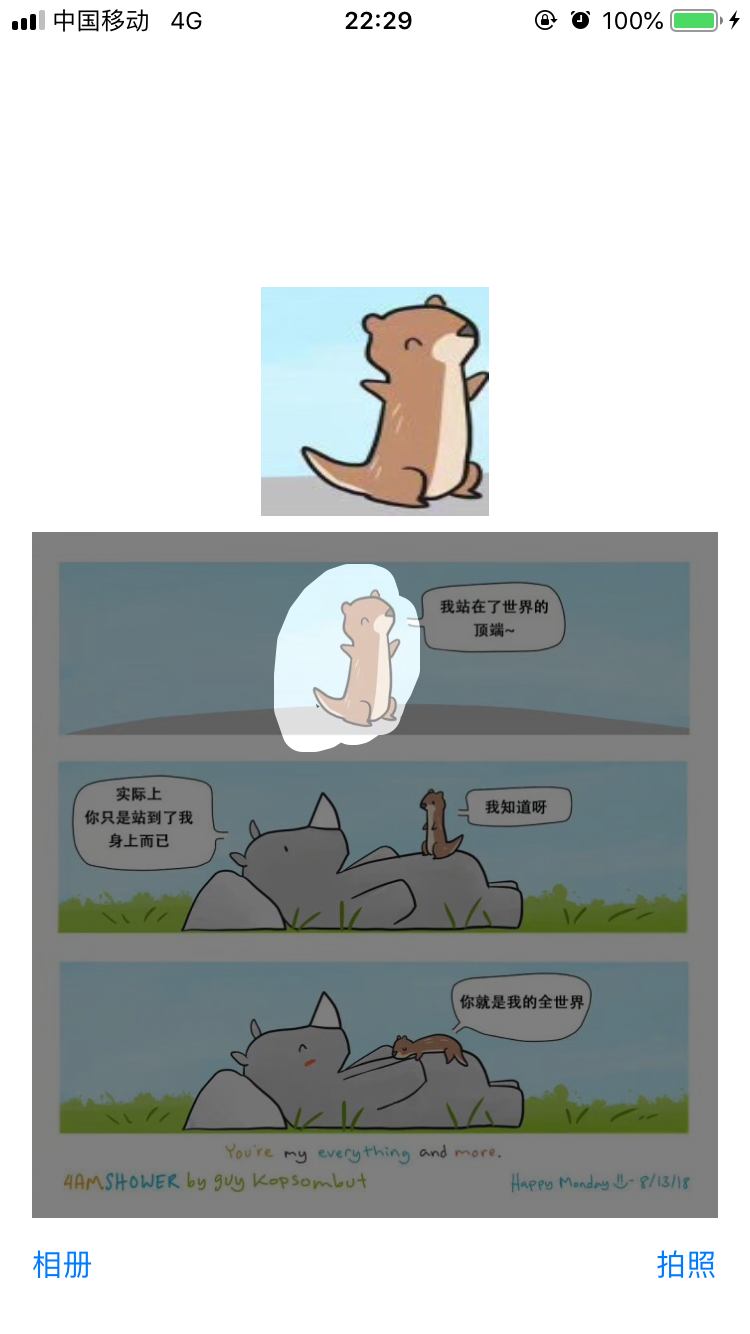 中国移动 4G 22:29 100%
我站在了世界的
顶端~
实际上
你只是站到了我
身上而已
我知道呀
你就是我的全世界
You're my everything and more.
4AMSHOWER by guy kopsombut
Happy Monday 8/13/18
相册 拍照